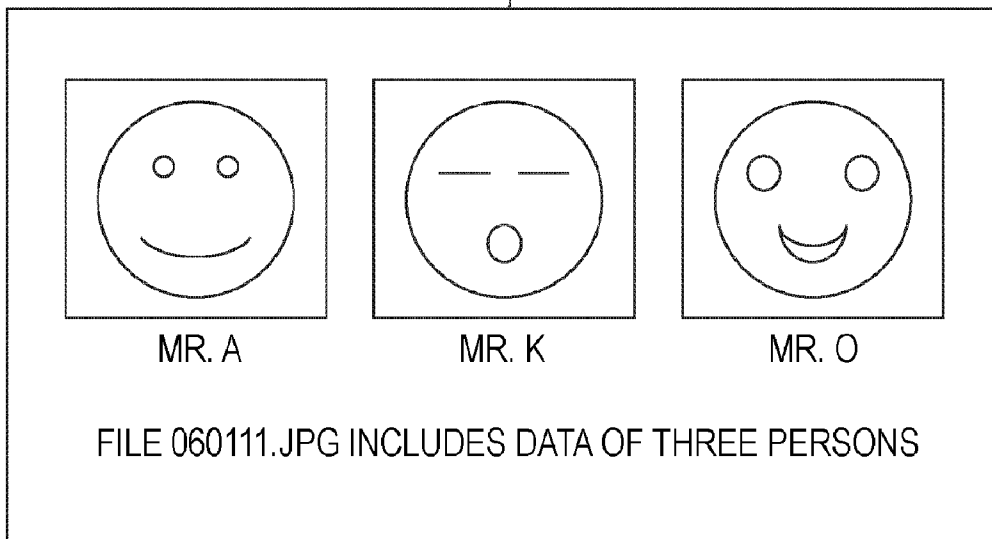 MR. A
MR. K
MR. O
FILE 060111.JPG INCLUDES DATA OF THREE PERSONS